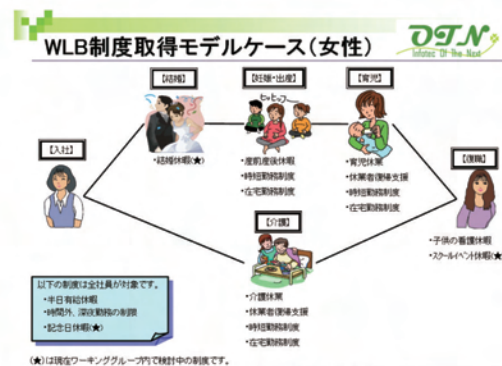 WLB制度取得モデルケース(女性)
OTN
Infotec Of The Next
【結婚】
【妊娠・出産】
【育児】
ヒッヒッフー
【入社】
・結婚休暇(★)
・産前産後休暇
・時短勤務制度
・在宅勤務制度
・育児休業
・休業者復帰支援
・時短勤務制度
・在宅勤務制度
【復職】
【介護】
・子供の看護休暇
・スクールイベント休暇(★)
以下の制度は全社員が対象です。
・半日有給休暇
・時間外、深夜勤務の制限
・記念日休暇(★)
・介護休業
・休業者復帰支援
・時短勤務制度
・在宅勤務制度
(★)は現在ワーキンググループ内で検討中の制度です。